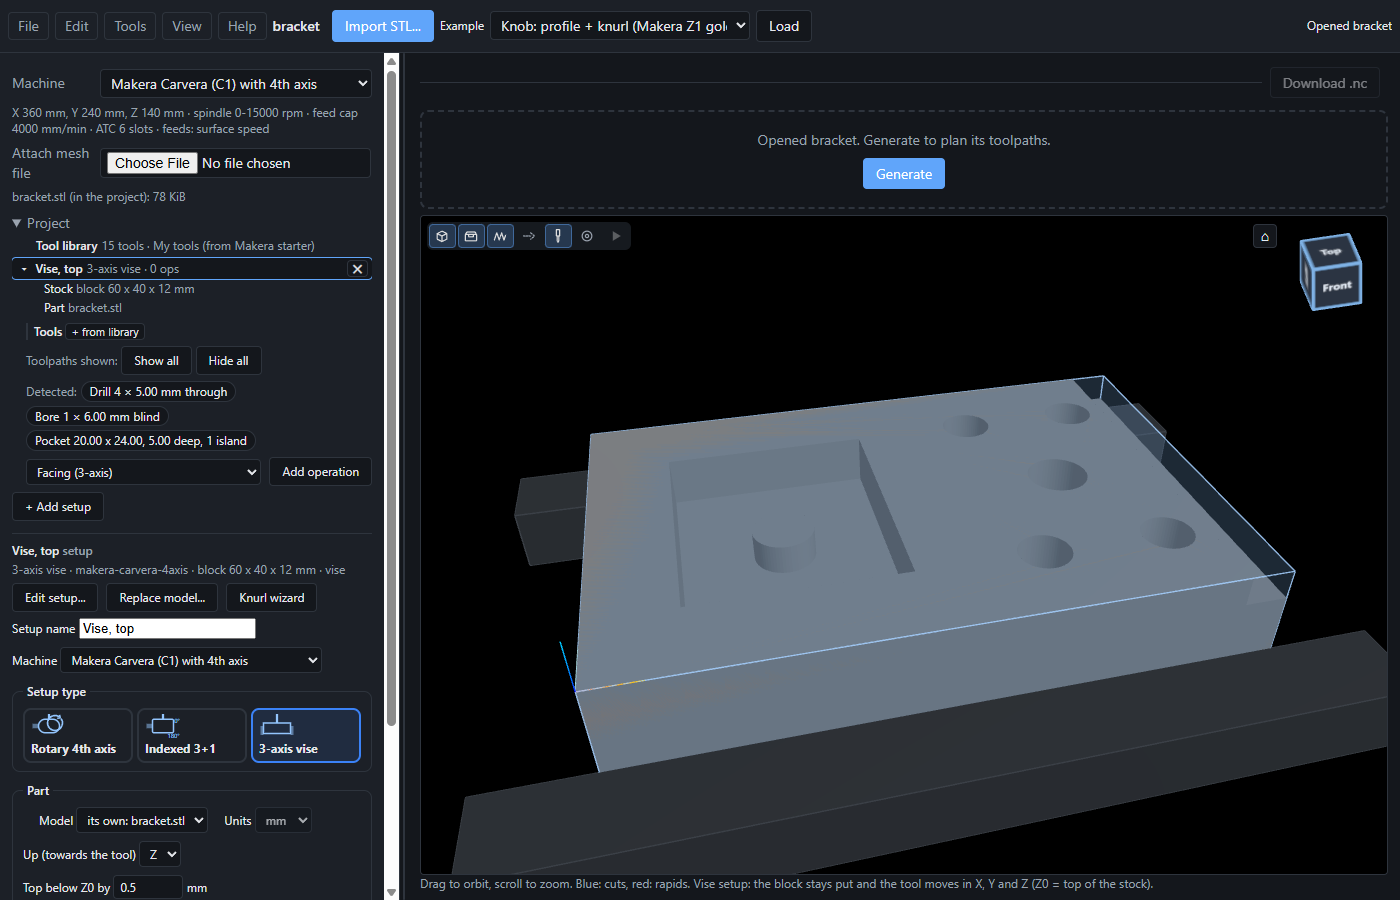 File Edit Tools View Help bracket Import STL... Example Knob: profile + knurl (Makera Z1 gol Load Opened bracket
Machine Makera Carvera (C1) with 4th axis
X 360 mm, Y 240 mm, Z 140 mm · spindle 0-15000 rpm · feed cap
4000 mm/min · ATC 6 slots · feeds: surface speed
Attach mesh file Choose File No file chosen
bracket.stl (in the project): 78 KiB
Project
Tool library 15 tools · My tools (from Makera starter)
Vise, top 3-axis vise · 0 ops
Stock block 60 x 40 x 12 mm
Part bracket.stl
Tools + from library
Toolpaths shown: Show all Hide all
Detected: Drill 4 × 5.00 mm through
Bore 1 × 6.00 mm blind
Pocket 20.00 x 24.00, 5.00 deep, 1 island
Facing (3-axis) Add operation
+ Add setup
Vise, top setup
3-axis vise · makera-carvera-4axis · block 60 x 40 x 12 mm · vise
Edit setup... Replace model... Knurl wizard
Setup name Vise, top
Machine Makera Carvera (C1) with 4th axis
Setup type
Rotary 4th axis Indexed 3+1 3-axis vise
Part
Model its own: bracket.stl Units mm
Up (towards the tool) Z
Top below Z0 by 0.5 mm
Download .nc
Opened bracket. Generate to plan its toolpaths.
Generate
Top
Front
Drag to orbit, scroll to zoom. Blue: cuts, red: rapids. Vise setup: the block stays put and the tool moves in X, Y and Z (Z0 = top of the stock).